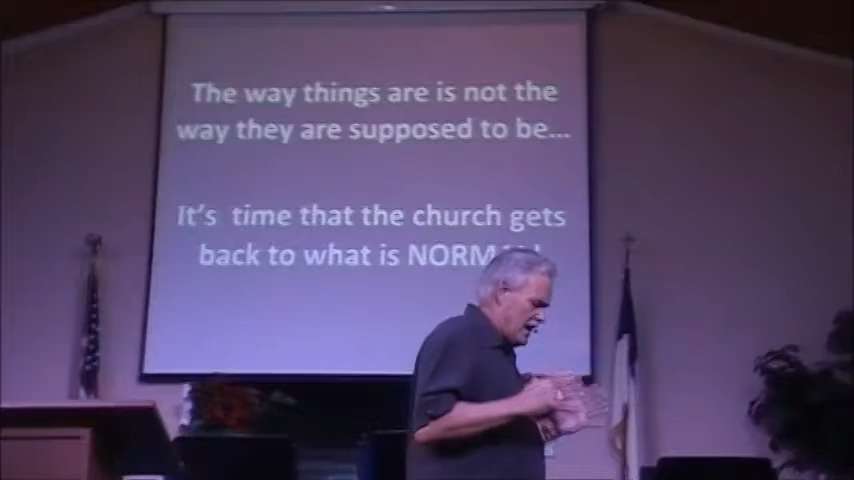 The way things are is not the
way they are supposed to be...
It's time that the church gets
back to what is NORMAL!